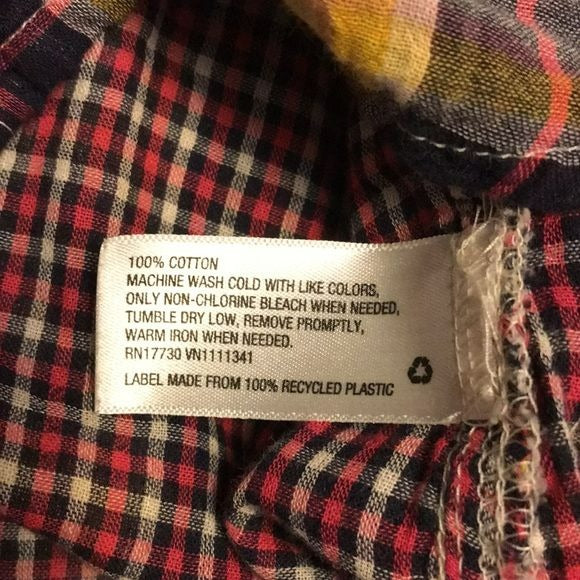 100% COTTON
MACHINE WASH COLD WITH LIKE COLORS,
ONLY NON-CHLORINE BLEACH WHEN NEEDED,
TUMBLE DRY LOW, REMOVE PROMPTLY,
WARM IRON WHEN NEEDED.
RN17730 VN1111341
LABEL MADE FROM 100% RECYCLED PLASTIC